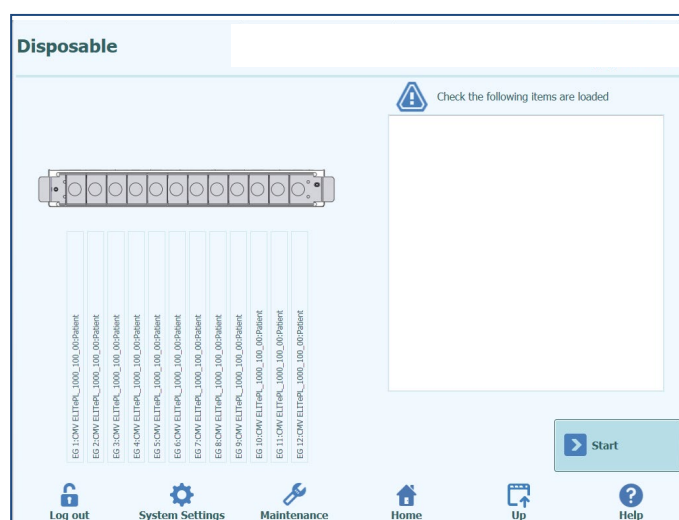 Disposable
Check the following items are loaded
EG 1:CMV ELITePL_1000_100_00:Patient
EG 2:CMV ELITePL_1000_100_00:Patient
EG 3:CMV ELITePL_1000_100_00:Patient
EG 4:CMV ELITePL_1000_100_00:Patient
EG 5:CMV ELITePL_1000_100_00:Patient
EG 6:CMV ELITePL_1000_100_00:Patient
EG 7:CMV ELITePL_1000_100_00:Patient
EG 8:CMV ELITePL_1000_100_00:Patient
EG 9:CMV ELITePL_1000_100_00:Patient
EG 10:CMV ELITePL_1000_100_00:Patient
EG 11:CMV ELITePL_1000_100_00:Patient
EG 12:CMV ELITePL_1000_100_00:Patient
Start
Log out System Settings Maintenance Home Up Help